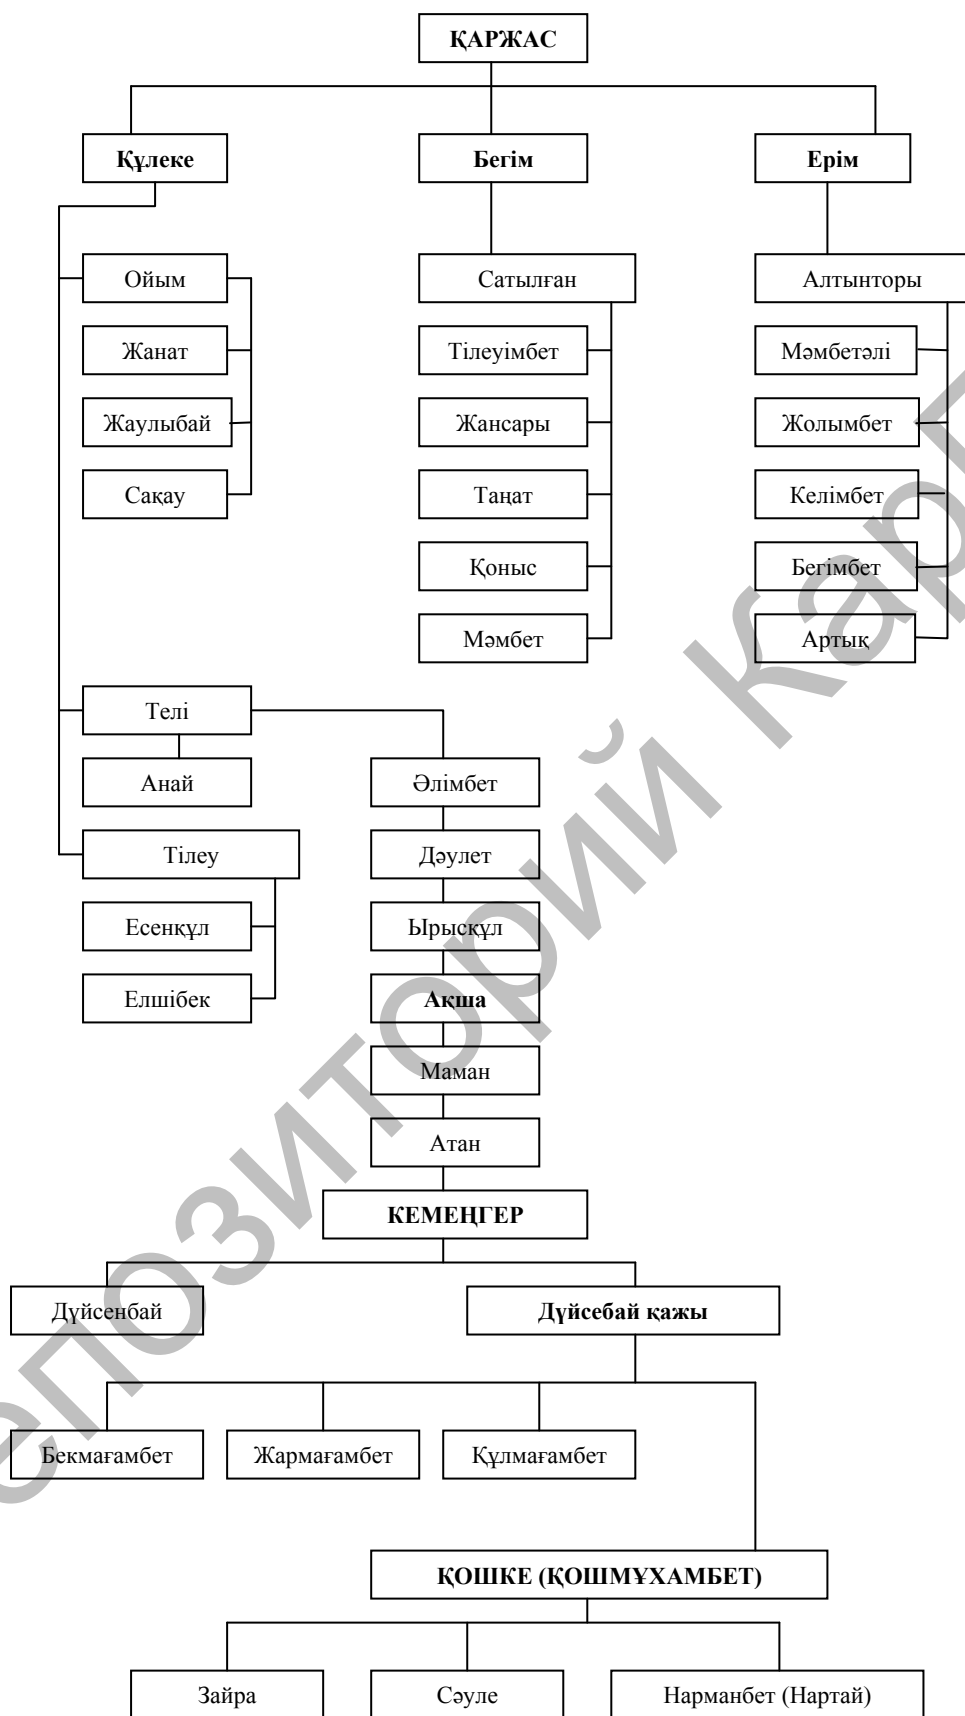 ҚАРЖАС
Құлеке Бегім Ерім
Ойым Сатылған Алтынторы
Жанат Тілеуімбет Мәмбетәлі
Жаулыбай Жансары Жолымбет
Сақау Таңат Келімбет
Қоныс Бегімбет
Мәмбет Артық
Телі
Анай Әлімбет
Тілеу Дәулет
Есенқұл Ырысқұл
Елшібек Ақша
Маман
Атан
КЕМЕҢГЕР
Дүйсенбай Дүйсебай қажы
Бекмағамбет Жармағамбет Құлмағамбет
ҚОШКЕ (ҚОШМҰХАМБЕТ)
Зайра Сәуле Нарманбет (Нартай)